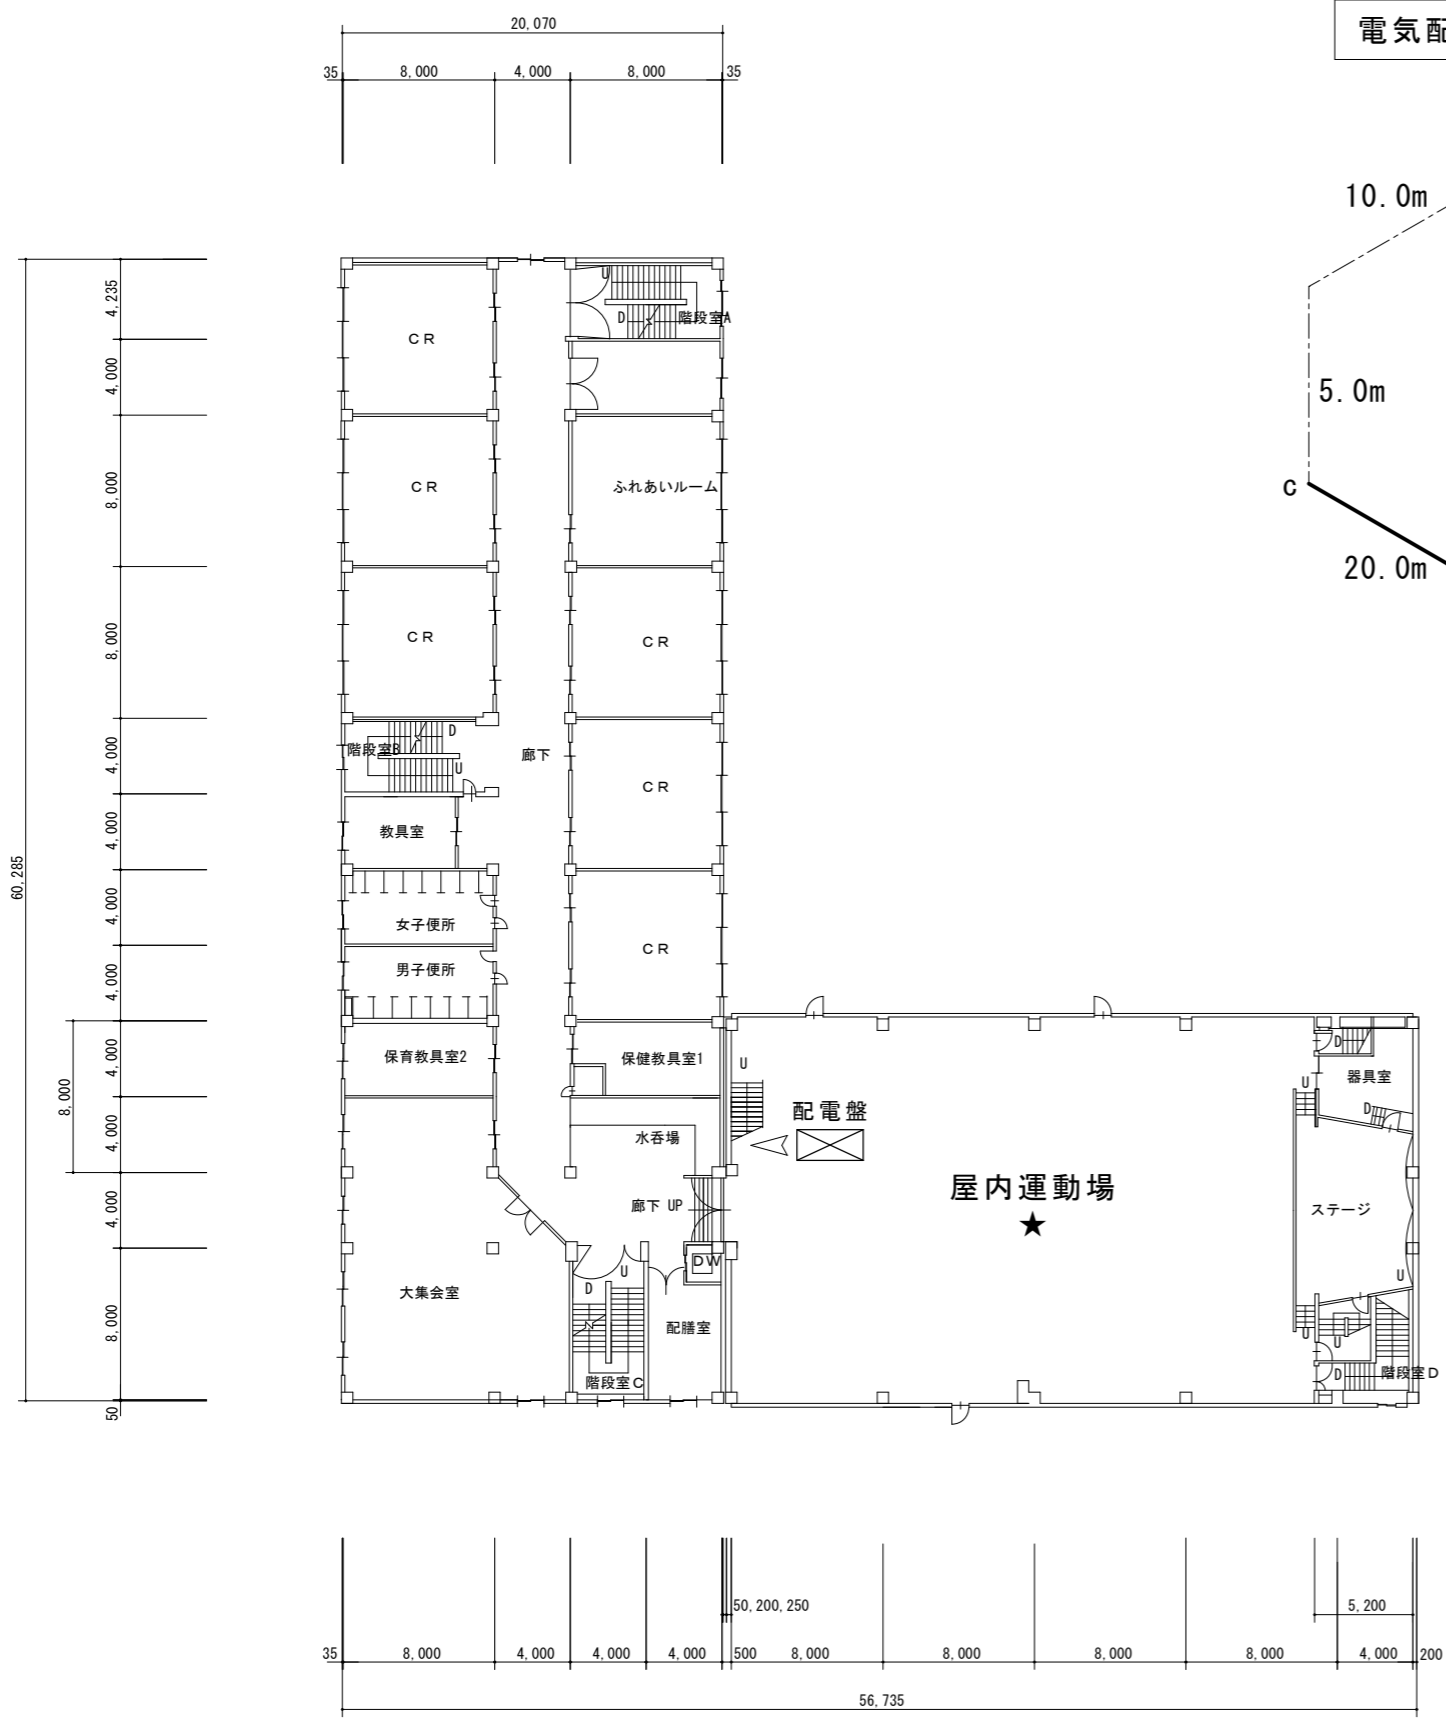 20,070
電気配
35
8,000
4,000
8,000
35
10.0m
5.0m
C
20.0m
60,285
4,235
4,000
8,000
8,000
4,000
4,000
4,000
4,000
4,000
4,000
8,000
4,000
8,000
50
U
D
階段室A
CR
CR
ふれあいルーム
CR
CR
階段室B
D
U
廊下
CR
教具室
女子便所
CR
男子便所
保育教具室2
保健教具室1
U
配電盤
水呑場
屋内運動場
★
廊下 UP
DW
大集会室
D
U
配膳室
階段室C
D
器具室
U
D
ステージ
U
U
U
D
階段室D
50,200,250
5,200
35
8,000
4,000
4,000
4,000
500
8,000
8,000
8,000
8,000
4,000
200
56,735